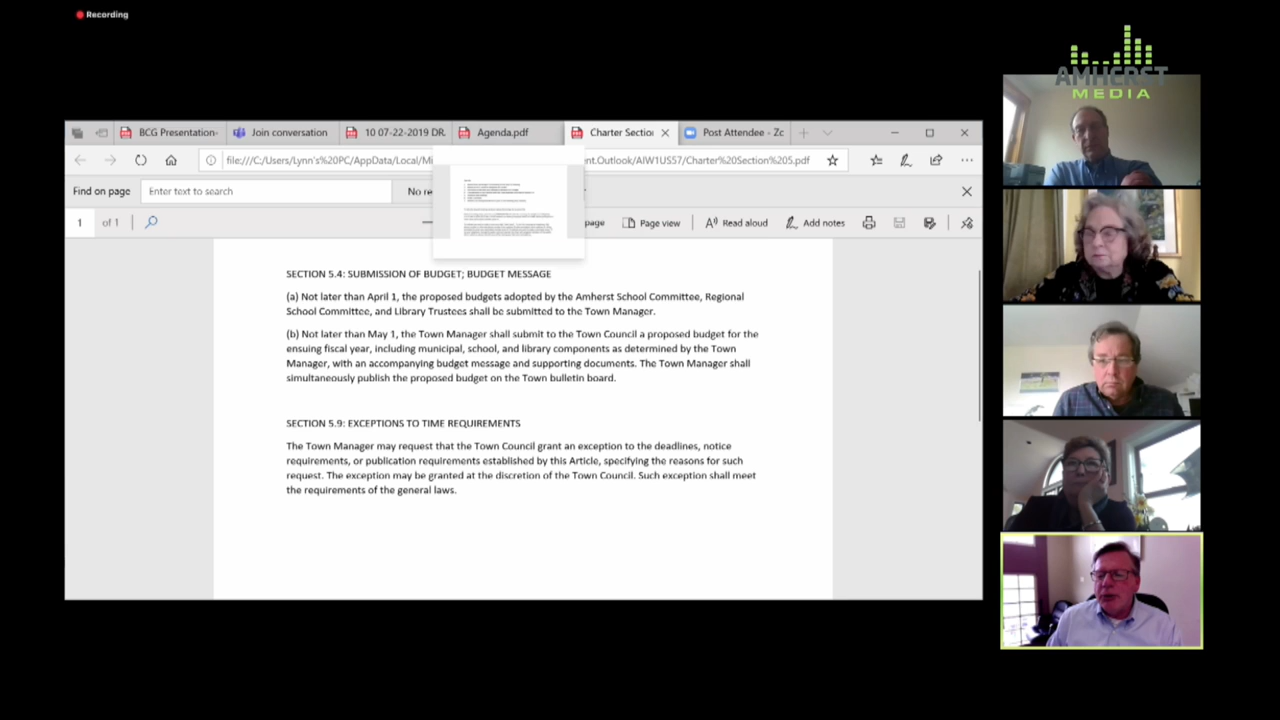 Recording
AMHERST
MEDIA
BCG Presentation-
Join conversation
10 07-22-2019 DR.
Agenda.pdf
Charter Section
Post Attendee - Zc
file:///C:/Users/Lynn's%20PC/AppData/Local/Mi
nt.Outlook/AIW1US57/Charter%20Section%205.pdf
Find on page
Enter text to search
No re
1 of 1
page
Page view
Read aloud
Add notes
SECTION 5.4: SUBMISSION OF BUDGET; BUDGET MESSAGE
(a) Not later than April 1, the proposed budgets adopted by the Amherst School Committee, Regional
School Committee, and Library Trustees shall be submitted to the Town Manager.
(b) Not later than May 1, the Town Manager shall submit to the Town Council a proposed budget for the
ensuing fiscal year, including municipal, school, and library components as determined by the Town
Manager, with an accompanying budget message and supporting documents. The Town Manager shall
simultaneously publish the proposed budget on the Town bulletin board.
SECTION 5.9: EXCEPTIONS TO TIME REQUIREMENTS
The Town Manager may request that the Town Council grant an exception to the deadlines, notice
requirements, or publication requirements established by this Article, specifying the reasons for such
request. The exception may be granted at the discretion of the Town Council. Such exception shall meet
the requirements of the general laws.